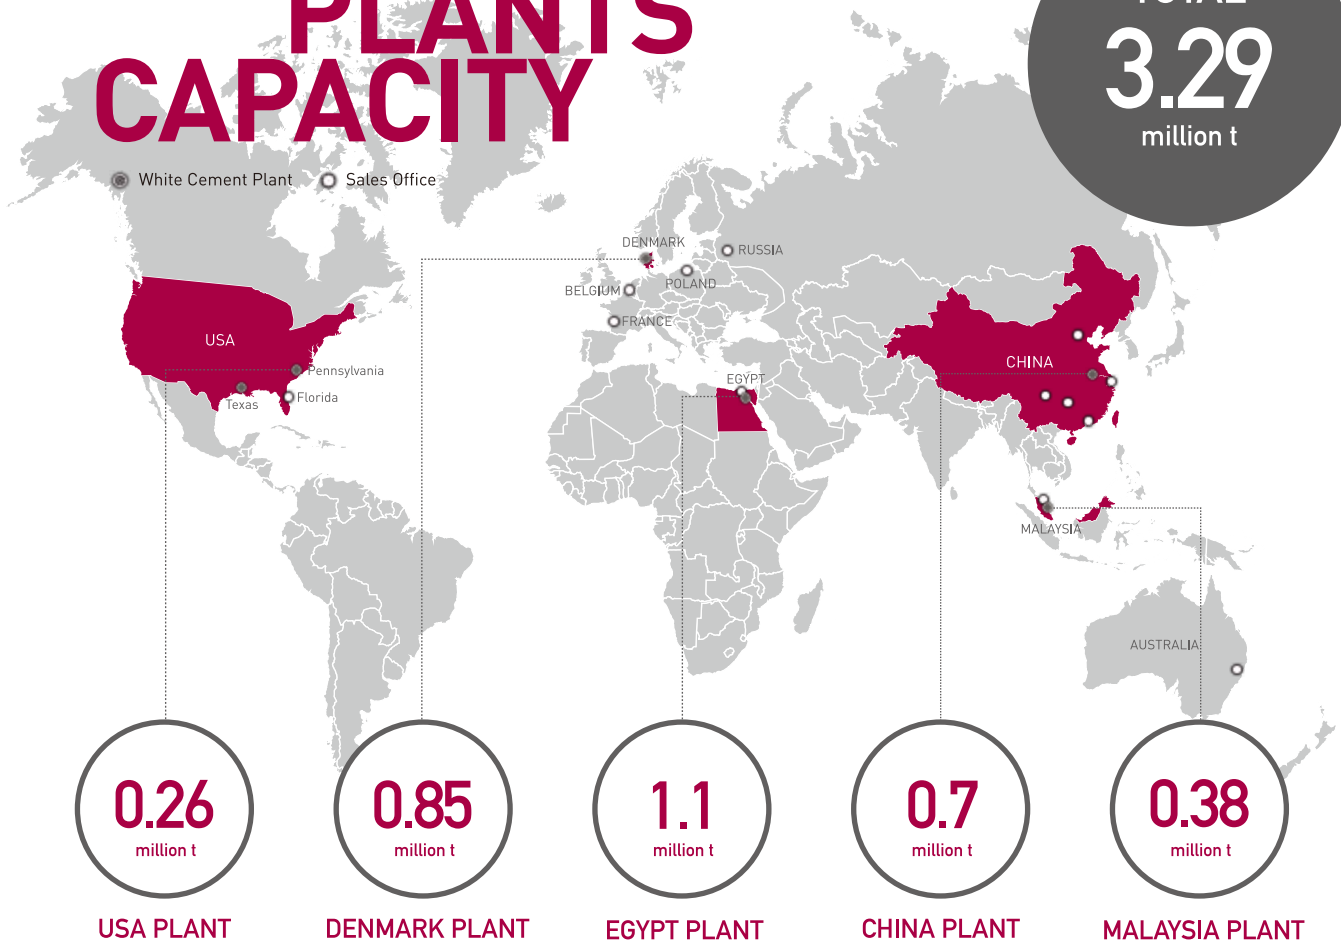 PLANTS
CAPACITY
TOTAL
3.29
million t
White Cement Plant
Sales Office
DENMARK
RUSSIA
POLAND
BELGIUM
FRANCE
USA
Pennsylvania
Texas
Florida
EGYPT
CHINA
MALAYSIA
AUSTRALIA
0.26
million t
USA PLANT
0.85
million t
DENMARK PLANT
1.1
million t
EGYPT PLANT
0.7
million t
CHINA PLANT
0.38
million t
MALAYSIA PLANT